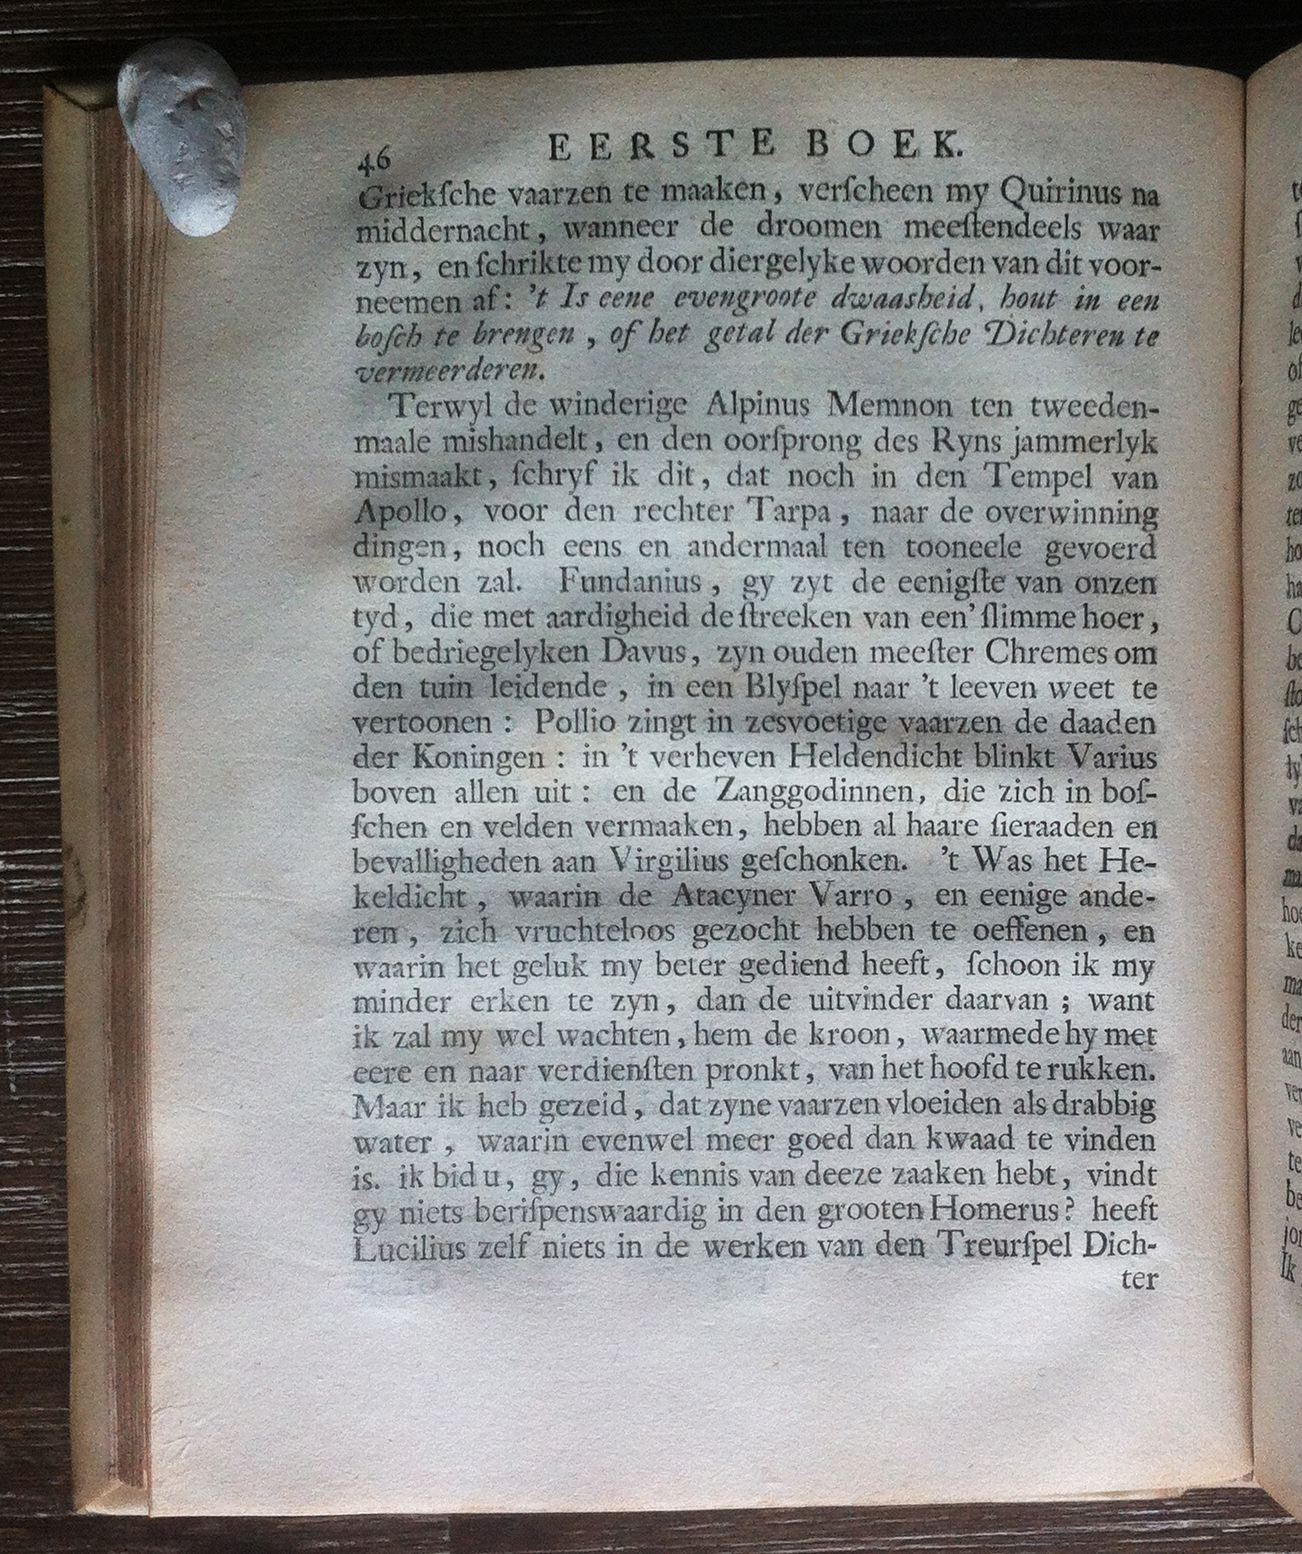 46
EERSTE BOEK.
Griekſche vaarzen te maaken, verſcheen my Quirinus na
middernacht, wanneer de droomen meeſtendeels waar
zyn, en ſchrikte my door diergelyke woorden van dit voor-
neemen af: 't Is eene evengroote dwaasheid, hout in een
boſch te brengen, of het getal der Griekſche Dichteren te
vermeerderen.
Terwyl de winderige Alpinus Memnon ten tweeden-
maale mishandelt, en den oorſprong des Ryns jammerlyk
mismaakt, ſchryf ik dit, dat noch in den Tempel van
Apollo, voor den rechter Tarpa, naar de overwinning
dingen, noch eens en andermaal ten tooneele gevoerd
worden zal. Fundanius, gy zyt de eenigſte van onzen
tyd, die met aardigheid de ſtreeken van een' ſlimme hoer,
of bedriegelyken Davus, zyn ouden meeſter Chremes om
den tuin leidende, in een Blyſpel naar 't leeven weet te
vertoonen: Pollio zingt in zesvoetige vaarzen de daaden
der Koningen: in 't verheven Heldendicht blinkt Varius
boven allen uit: en de Zanggodinnen, die zich in boſ-
ſchen en velden vermaaken, hebben al haare ſieraaden en
bevalligheden aan Virgilius geſchonken. 't Was het He-
keldicht, waarin de Atacyner Varro, en eenige ande-
ren, zich vruchteloos gezocht hebben te oeffenen, en
waarin het geluk my beter gediend heeft, ſchoon ik my
minder erken te zyn, dan de uitvinder daarvan; want
ik zal my wel wachten, hem de kroon, waarmede hy met
eere en naar verdienſten pronkt, van het hoofd te rukken.
Maar ik heb gezeid, dat zyne vaarzen vloeiden als drabbig
water, waarin evenwel meer goed dan kwaad te vinden
is. ik bid u, gy, die kennis van deeze zaaken hebt, vindt
gy niets beriſpenswaardig in den grooten Homerus? heeft
Lucilius zelf niets in de werken van den Treurſpel Dich-
ter